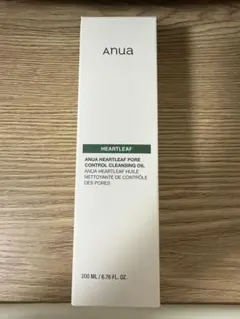 Anua
HEARTLEAF
ANUA HEARTLEAF PORE
CONTROL CLEANSING OIL
ANUA HEARTLEAF HUILE
NETTOYANTE DE CONTRÔLE
DES PORES
200 ML / 6.76 FL. OZ.